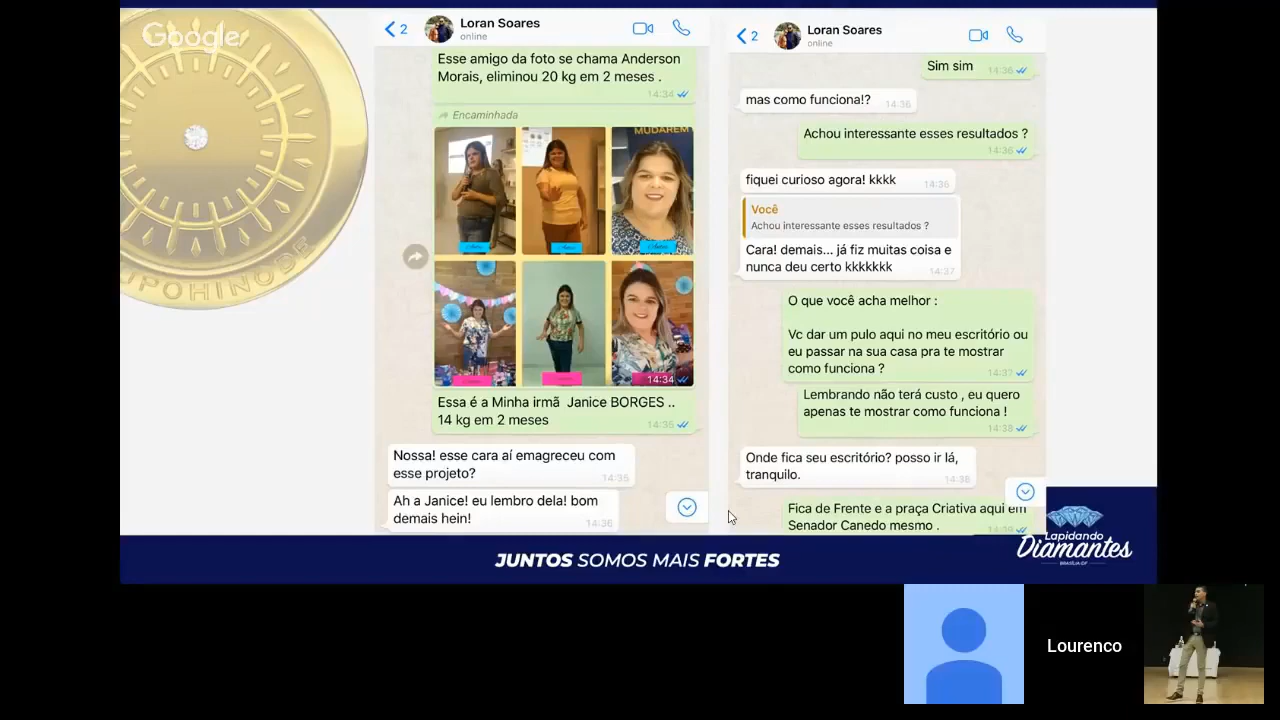 Google
UPOHINODE
2
Loran Soares
online
Esse amigo da foto se chama Anderson
Morais, eliminou 20 kg em 2 meses .
14:34
Encaminhada
MUDAREM
14:34
Essa é a Minha irmã Janice BORGES ..
14 kg em 2 meses
14:35
Nossa! esse cara aí emagreceu com
esse projeto?
14:35
Ah a Janice! eu lembro dela! bom
demais hein!
14:36
2
Loran Soares
online
Sim sim
14:36
mas como funciona!?
14:36
Achou interessante esses resultados ?
14:36
fiquei curioso agora! kkkk
14:36
Você
Achou interessante esses resultados ?
Cara! demais... já fiz muitas coisa e
nunca deu certo kkkkkkk
14:37
O que você acha melhor :
Vc dar um pulo aqui no meu escritório ou
eu passar na sua casa pra te mostrar
como funciona ?
14:37
Lembrando não terá custo , eu quero
apenas te mostrar como funciona !
14:38
Onde fica seu escritório? posso ir lá,
tranquilo.
14:38
Fica de Frente e a praça Criativa aqui em
Senador Canedo mesmo .
JUNTOS SOMOS MAIS FORTES
Lapidando
Diamantes
BRASÍLIA-DF
Lourenco